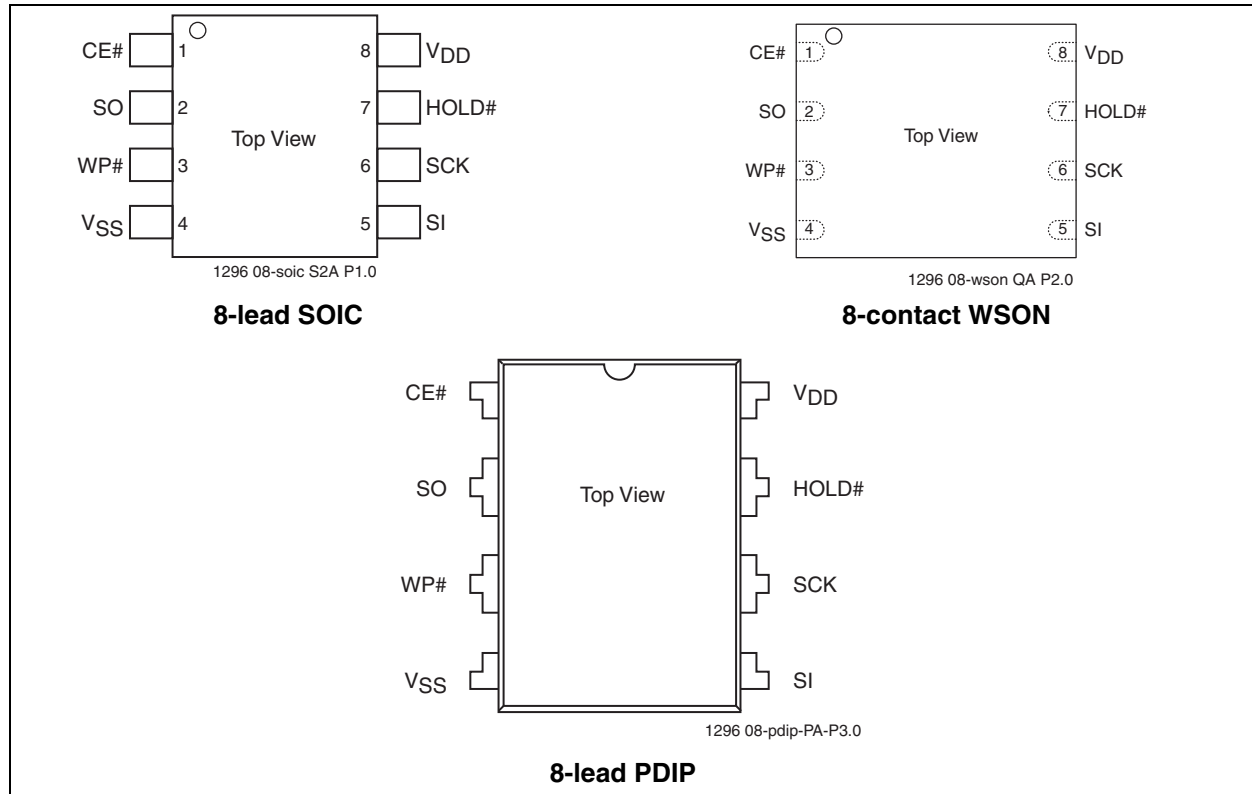 CE# 1 8 VDD
SO 2 7 HOLD#
Top View
WP# 3 6 SCK
VSS 4 5 SI
1296 08-soic S2A P1.0
8-lead SOIC
CE# 1 8 VDD
SO 2 7 HOLD#
Top View
WP# 3 6 SCK
VSS 4 5 SI
1296 08-wson QA P2.0
8-contact WSON
CE# VDD
SO Top View HOLD#
WP# SCK
VSS SI
1296 08-pdip-PA-P3.0
8-lead PDIP